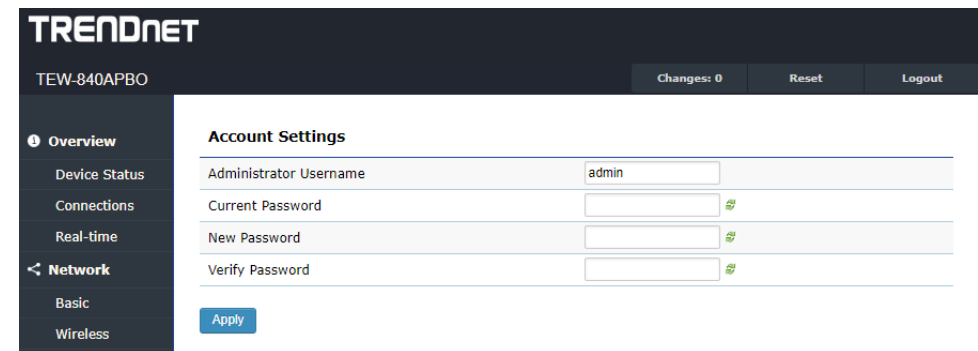 TRENDNET
TEW-840APBO
Changes: 0 Reset Logout
Overview
Device Status
Connections
Real-time
Network
Basic
Wireless
Account Settings
Administrator Username admin
Current Password
New Password
Verify Password
Apply